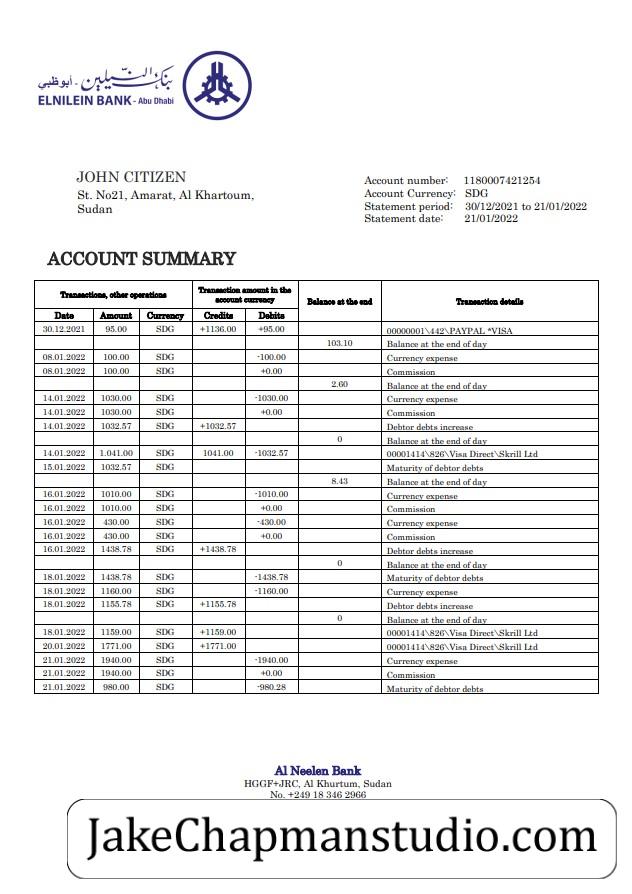 بنك النيلين - أبوظبي
ELNILEIN BANK - Abu Dhabi
JOHN CITIZEN
St. No21, Amarat, Al Khartoum,
Sudan
Account number: 1180007421254
Account Currency: SDG
Statement period: 30/12/2021 to 21/01/2022
Statement date: 21/01/2022
ACCOUNT SUMMARY
Transactions, other operations Transaction amount in the account currency Balance at the end Transaction details
Date Amount Currency Credits Debits
30.12.2021 95.00 SDG +1136.00 +95.00 00000001\442\PAYPAL *VISA
103.10 Balance at the end of day
08.01.2022 100.00 SDG -100.00 Currency expense
08.01.2022 100.00 SDG +0.00 Commission
2.60 Balance at the end of day
14.01.2022 1030.00 SDG -1030.00 Currency expense
14.01.2022 1030.00 SDG +0.00 Commission
14.01.2022 1032.57 SDG +1032.57 Debtor debts increase
0 Balance at the end of day
14.01.2022 1.041.00 SDG 1041.00 -1032.57 00001414\826\Visa Direct\Skrill Ltd
15.01.2022 1032.57 SDG Maturity of debtor debts
8.43 Balance at the end of day
16.01.2022 1010.00 SDG -1010.00 Currency expense
16.01.2022 1010.00 SDG +0.00 Commission
16.01.2022 430.00 SDG -430.00 Currency expense
16.01.2022 430.00 SDG +0.00 Commission
16.01.2022 1438.78 SDG +1438.78 Debtor debts increase
0 Balance at the end of day
18.01.2022 1438.78 SDG -1438.78 Maturity of debtor debts
18.01.2022 1160.00 SDG -1160.00 Currency expense
18.01.2022 1155.78 SDG +1155.78 Debtor debts increase
0 Balance at the end of day
18.01.2022 1159.00 SDG +1159.00 00001414\826\Visa Direct\Skrill Ltd
20.01.2022 1771.00 SDG +1771.00 00001414\826\Visa Direct\Skrill Ltd
21.01.2022 1940.00 SDG -1940.00 Currency expense
21.01.2022 1940.00 SDG +0.00 Commission
21.01.2022 980.00 SDG -980.28 Maturity of debtor debts
Al Neelen Bank
HGGF+JRC, Al Khurtum, Sudan
No. +249 18 346 2966
JakeChapmanstudio.com